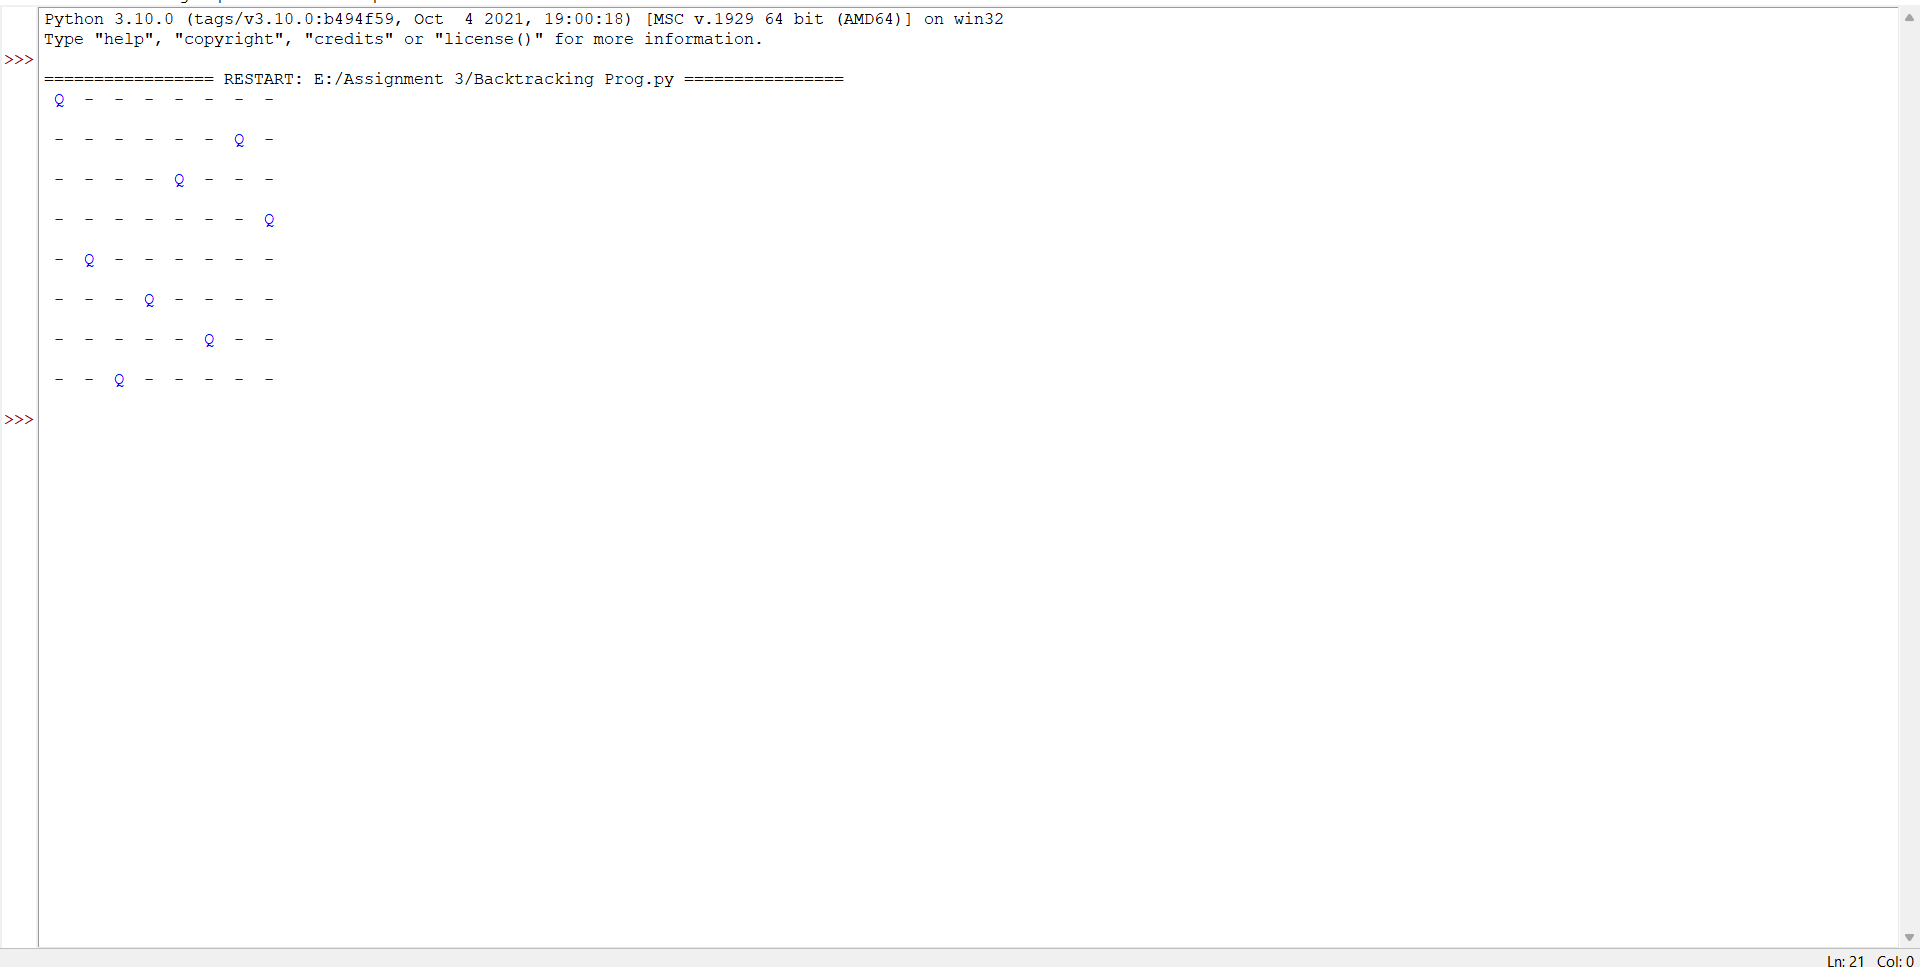 Python 3.10.0 (tags/v3.10.0:b494f59, Oct  4 2021, 19:00:18) [MSC v.1929 64 bit (AMD64)] on win32
Type "help", "copyright", "credits" or "license()" for more information.
>>>
================= RESTART: E:/Assignment 3/Backtracking Prog.py ================
 Q  -  -  -  -  -  -  -
 -  -  -  -  -  -  Q  -
 -  -  -  -  Q  -  -  -
 -  -  -  -  -  -  -  Q
 -  Q  -  -  -  -  -  -
 -  -  -  Q  -  -  -  -
 -  -  -  -  -  Q  -  -
 -  -  Q  -  -  -  -  -
>>>
Ln: 21 Col: 0